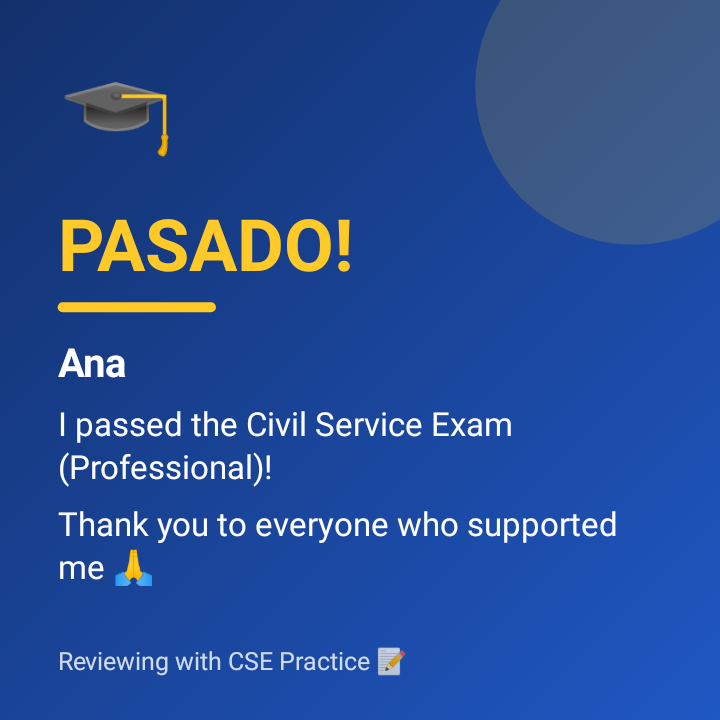 PASADO!
Ana
I passed the Civil Service Exam
(Professional)!
Thank you to everyone who supported
me 🙏
Reviewing with CSE Practice 📝